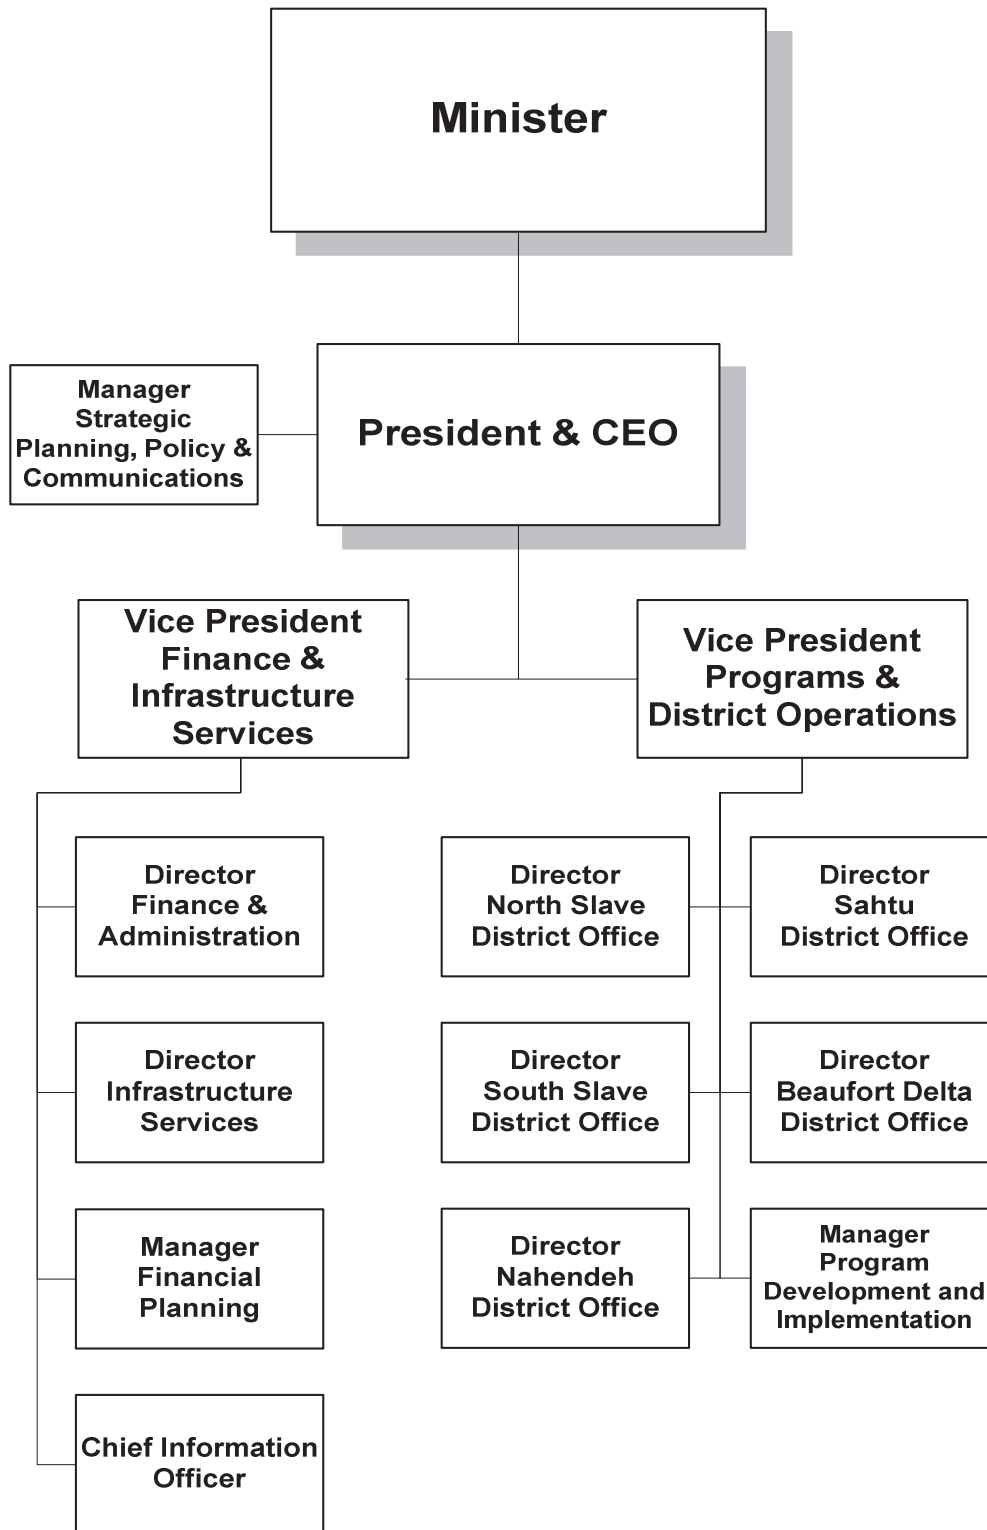 Minister
Manager
Strategic
Planning, Policy &
Communications
President & CEO
Vice President
Finance &
Infrastructure
Services
Vice President
Programs &
District Operations
Director
Finance &
Administration
Director
North Slave
District Office
Director
Sahtu
District Office
Director
Infrastructure
Services
Director
South Slave
District Office
Director
Beaufort Delta
District Office
Manager
Financial
Planning
Director
Nahendeh
District Office
Manager
Program
Development and
Implementation
Chief Information
Officer